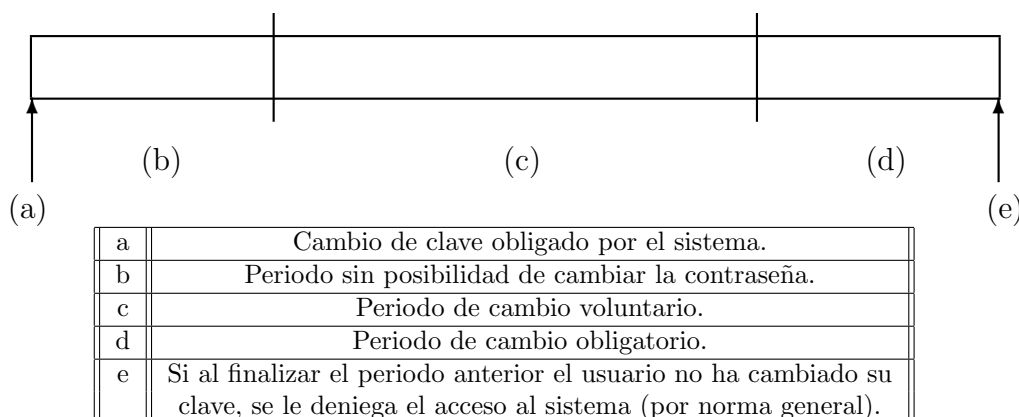 (b) (c) (d)
(a) (e)
a Cambio de clave obligado por el sistema.
b Periodo sin posibilidad de cambiar la contraseña.
c Periodo de cambio voluntario.
d Periodo de cambio obligatorio.
e Si al finalizar el periodo anterior el usuario no ha cambiado su
clave, se le deniega el acceso al sistema (por norma general).